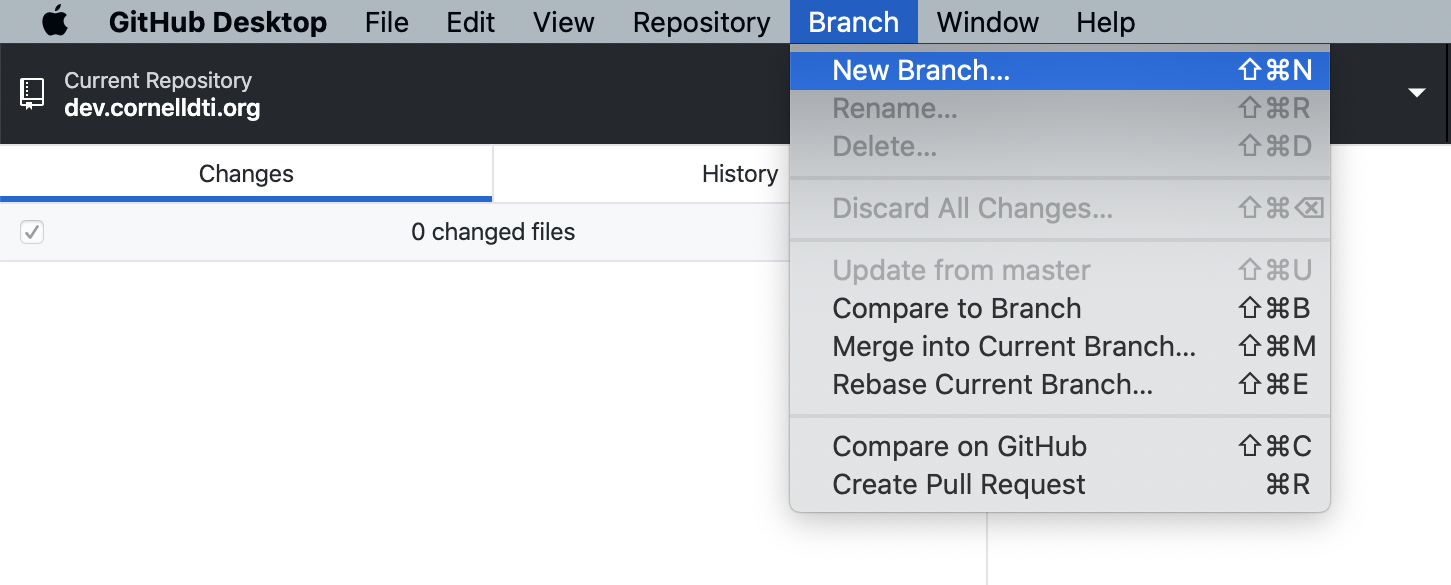 GitHub Desktop File Edit View Repository Branch Window Help
Current Repository
dev.cornelldti.org
Changes History
0 changed files
New Branch... ⇧⌘N
Rename... ⇧⌘R
Delete... ⇧⌘D
Discard All Changes... ⇧⌘⌫
Update from master ⇧⌘U
Compare to Branch ⇧⌘B
Merge into Current Branch... ⇧⌘M
Rebase Current Branch... ⇧⌘E
Compare on GitHub ⇧⌘C
Create Pull Request ⌘R